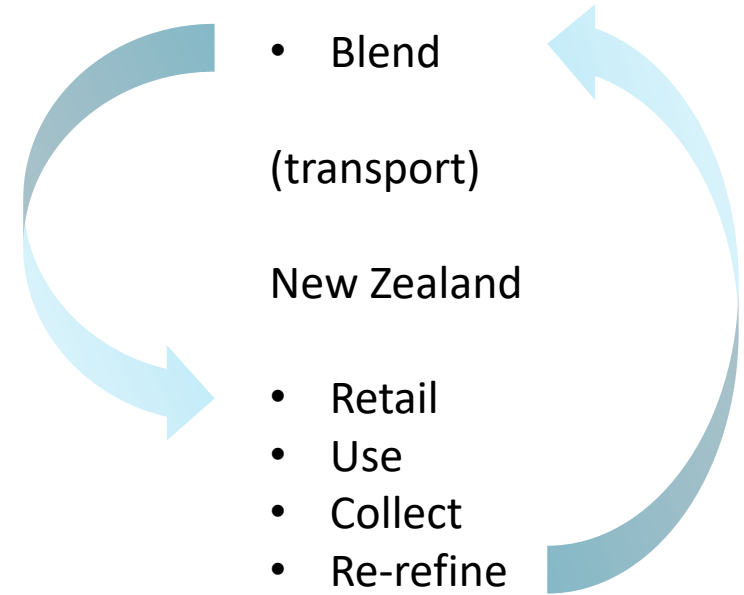 • Blend
(transport)
New Zealand
• Retail
• Use
• Collect
• Re-refine